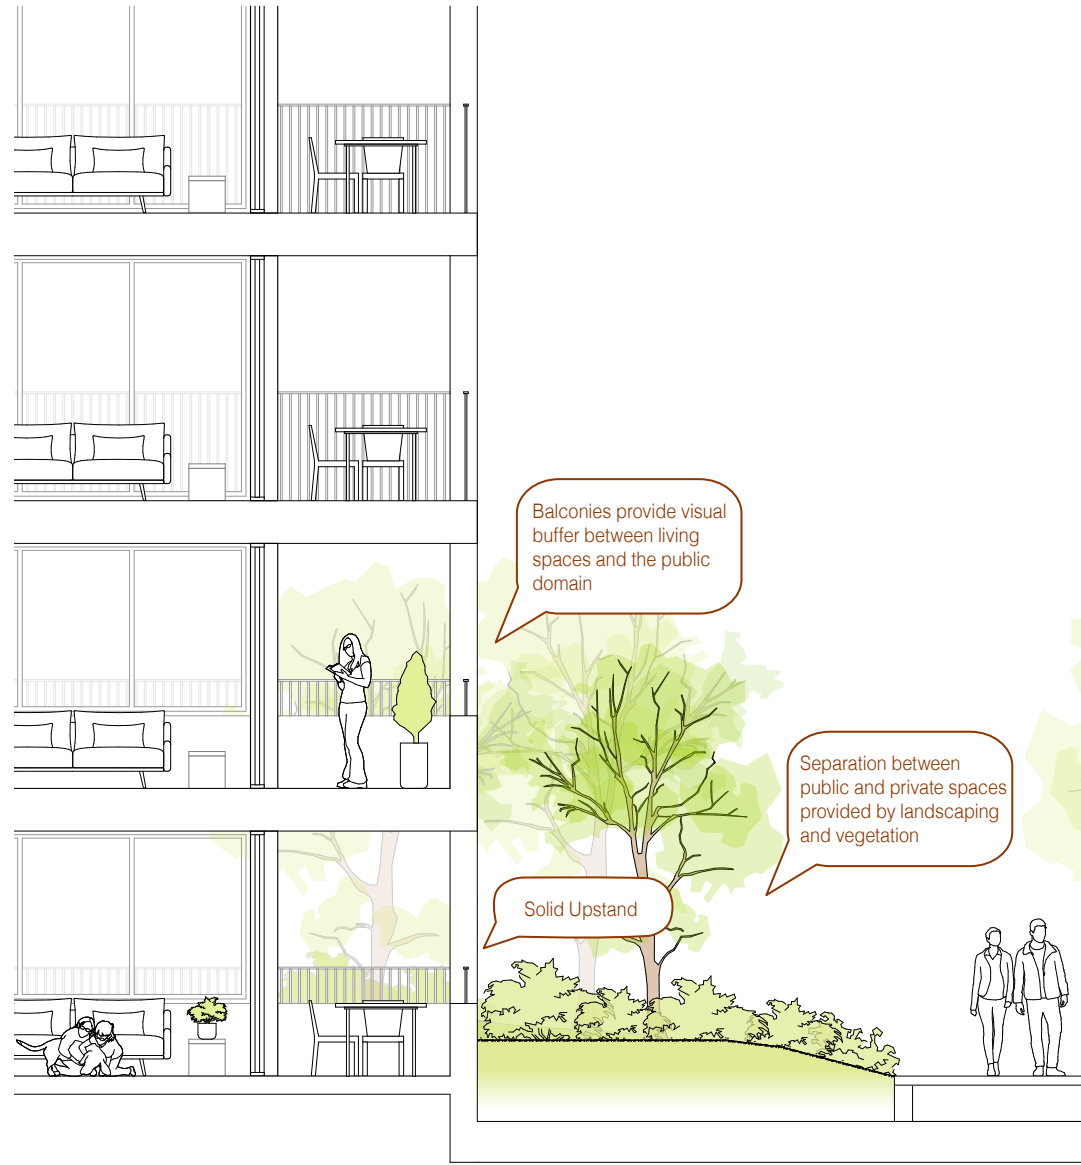 Balconies provide visual
buffer between living
spaces and the public
domain
Separation between
public and private spaces
provided by landscaping
and vegetation
Solid Upstand